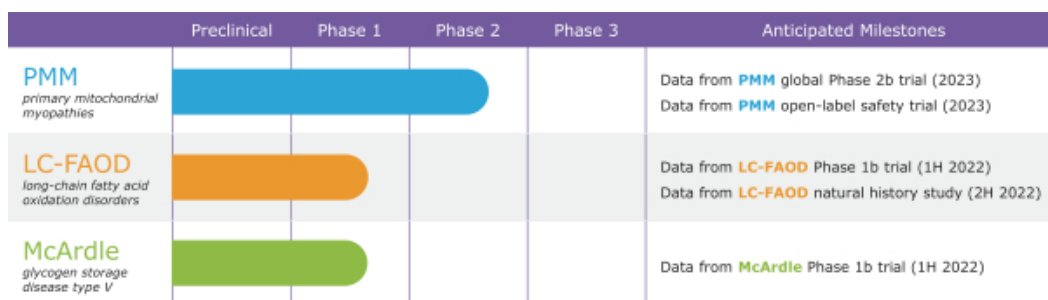 Preclinical Phase 1 Phase 2 Phase 3 Anticipated Milestones
PMM
primary mitochondrial
myopathies
Data from PMM global Phase 2b trial (2023)
Data from PMM open-label safety trial (2023)
LC-FAOD
long-chain fatty acid
oxidation disorders
Data from LC-FAOD Phase 1b trial (1H 2022)
Data from LC-FAOD natural history study (2H 2022)
McArdle
glycogen storage
disease type V
Data from McArdle Phase 1b trial (1H 2022)